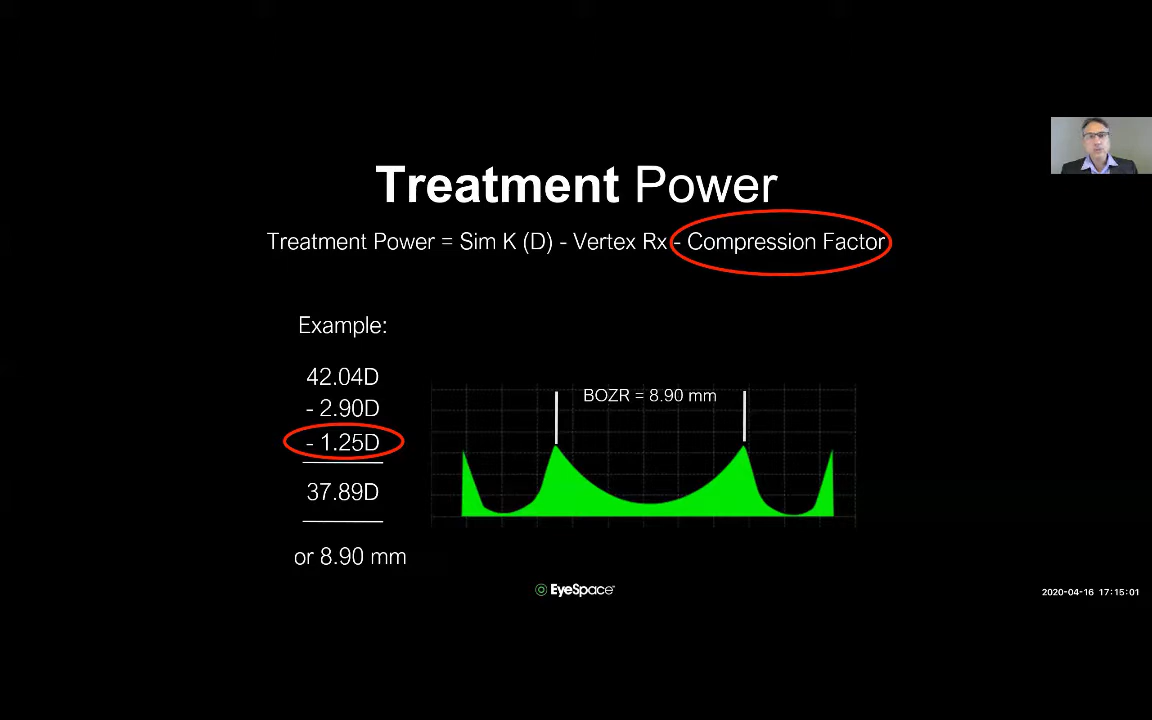 Treatment Power
Treatment Power = Sim K (D) - Vertex Rx - Compression Factor
Example:
42.04D
- 2.90D
- 1.25D
37.89D
or 8.90 mm
BOZR = 8.90 mm
EyeSpace™
2020-04-16 17:15:01